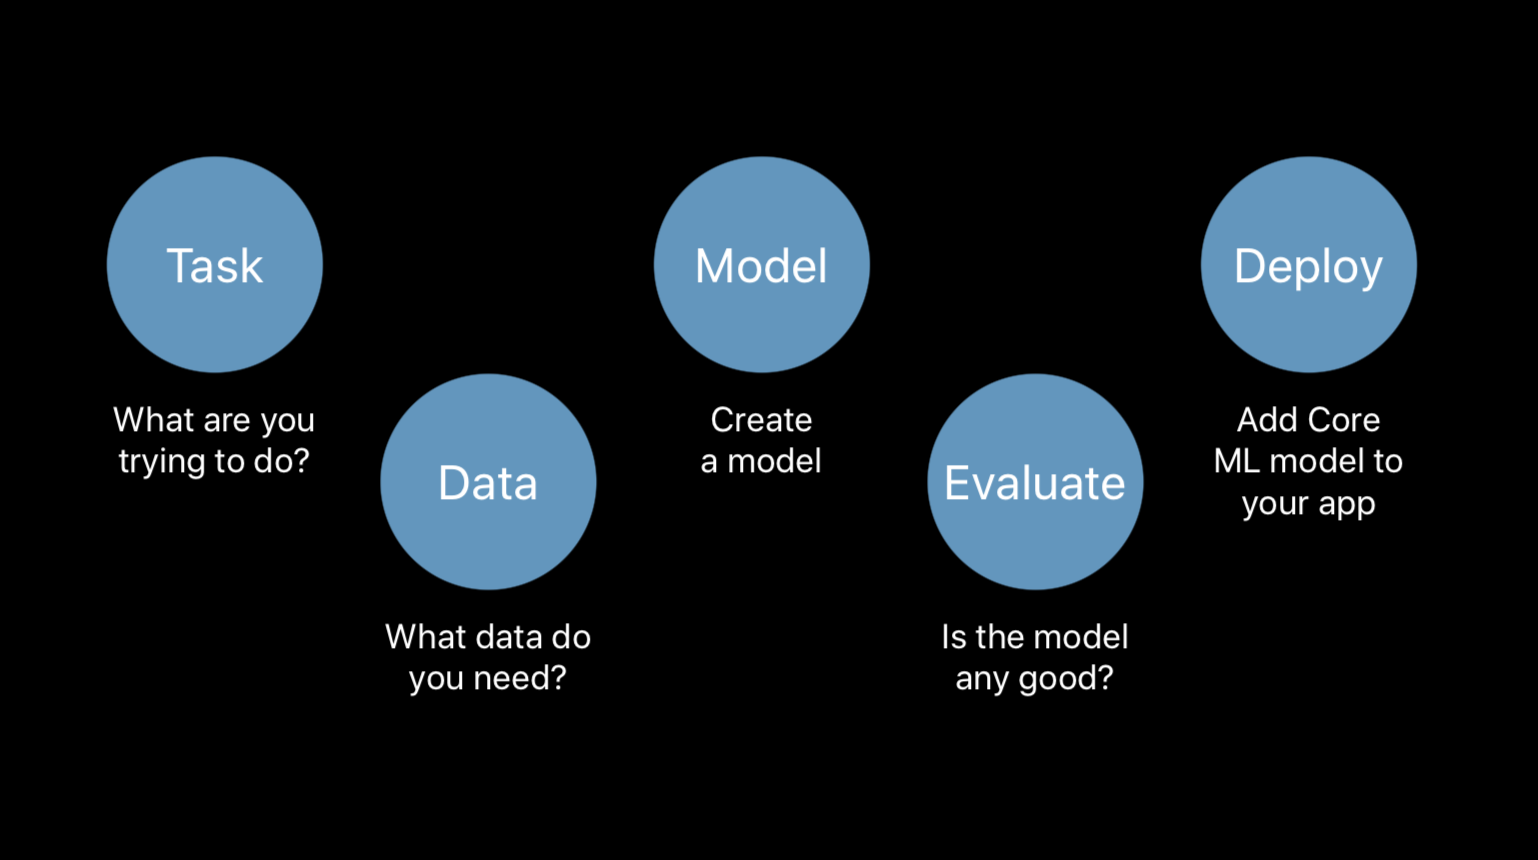 Task
What are you
trying to do?
Data
What data do
you need?
Model
Create
a model
Evaluate
Is the model
any good?
Deploy
Add Core
ML model to
your app